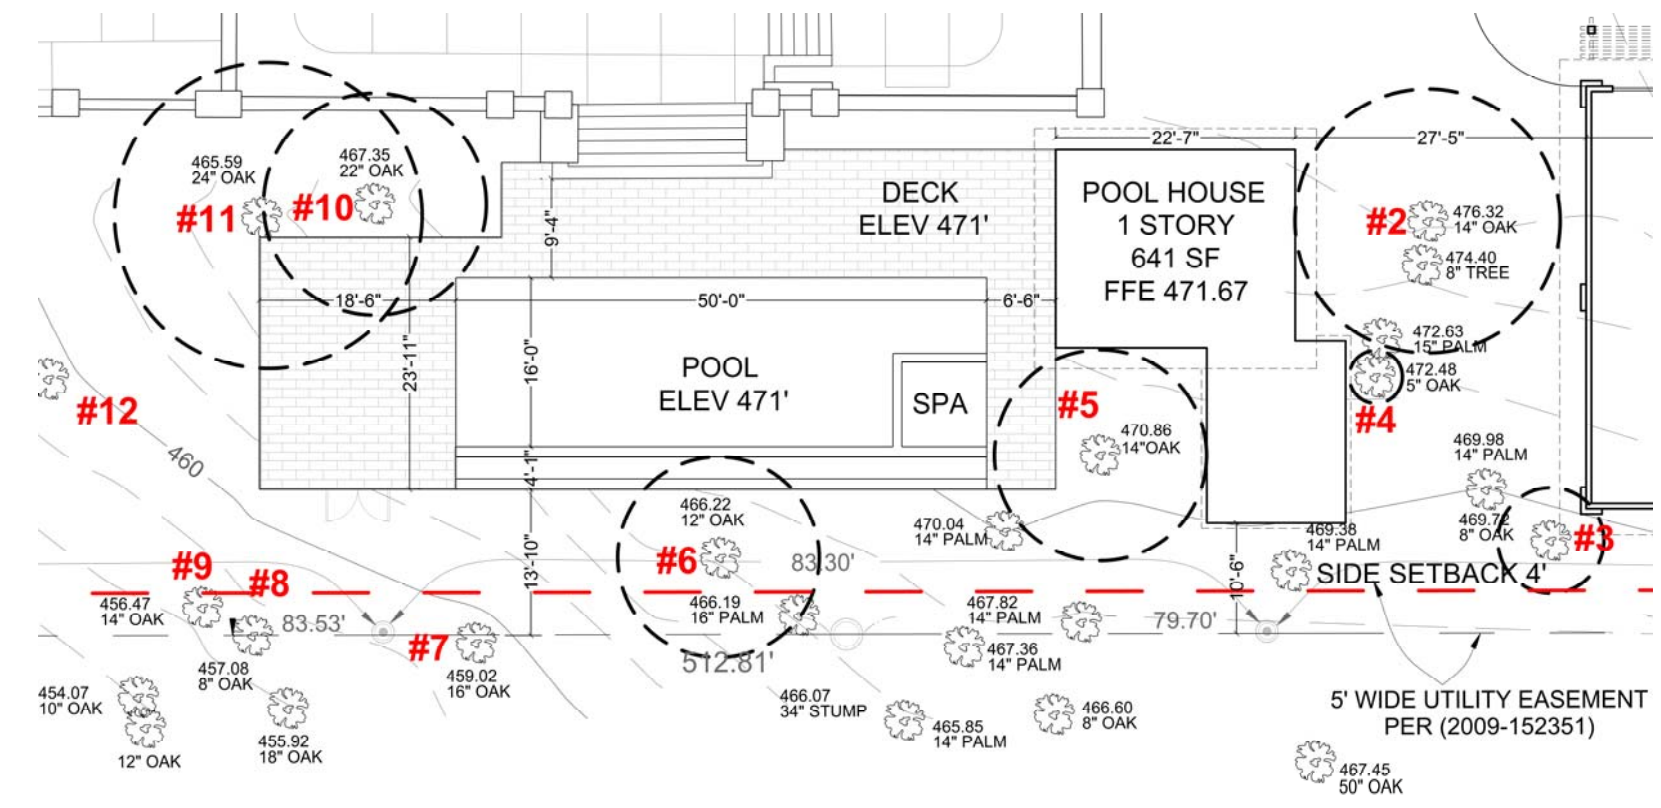 22'-7"
27'-5"
465.59
24" OAK
467.35
22" OAK
#11
#10
9'-4"
DECK
ELEV 471'
POOL HOUSE
1 STORY
641 SF
FFE 471.67
#2
476.32
14" OAK
474.40
8" TREE
18'-6"
50'-0"
6'-6"
23'-11"
16'-0"
POOL
ELEV 471'
SPA
472.63
15" PALM
472.48
5" OAK
#4
#12
#5
470.86
14"OAK
460
4'-1"
469.98
14" PALM
466.22
12" OAK
#6
470.04
14" PALM
469.72
8" OAK
#3
469.38
14" PALM
13'-10"
83.30'
10'-6"
SIDE SETBACK 4'
#9
#8
456.47
14" OAK
83.53'
466.19
16" PALM
467.82
14" PALM
79.70'
#7
457.08
8" OAK
459.02
16" OAK
512.81'
467.36
14" PALM
454.07
10" OAK
466.07
34" STUMP
465.85
14" PALM
466.60
8" OAK
5' WIDE UTILITY EASEMENT
PER (2009-152351)
12" OAK
455.92
18" OAK
467.45
50" OAK